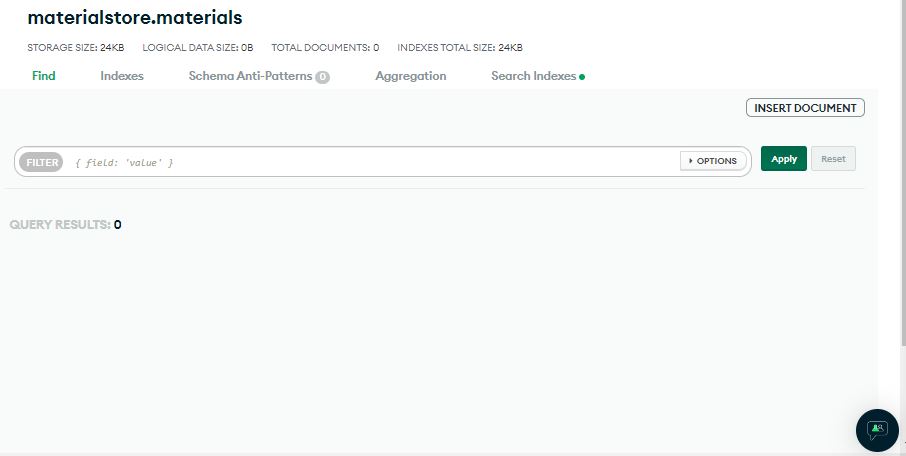 materialstore.materials
STORAGE SIZE: 24KB LOGICAL DATA SIZE: 0B TOTAL DOCUMENTS: 0 INDEXES TOTAL SIZE: 24KB
Find Indexes Schema Anti-Patterns 0 Aggregation Search Indexes
INSERT DOCUMENT
FILTER { field: 'value' } OPTIONS Apply Reset
QUERY RESULTS: 0